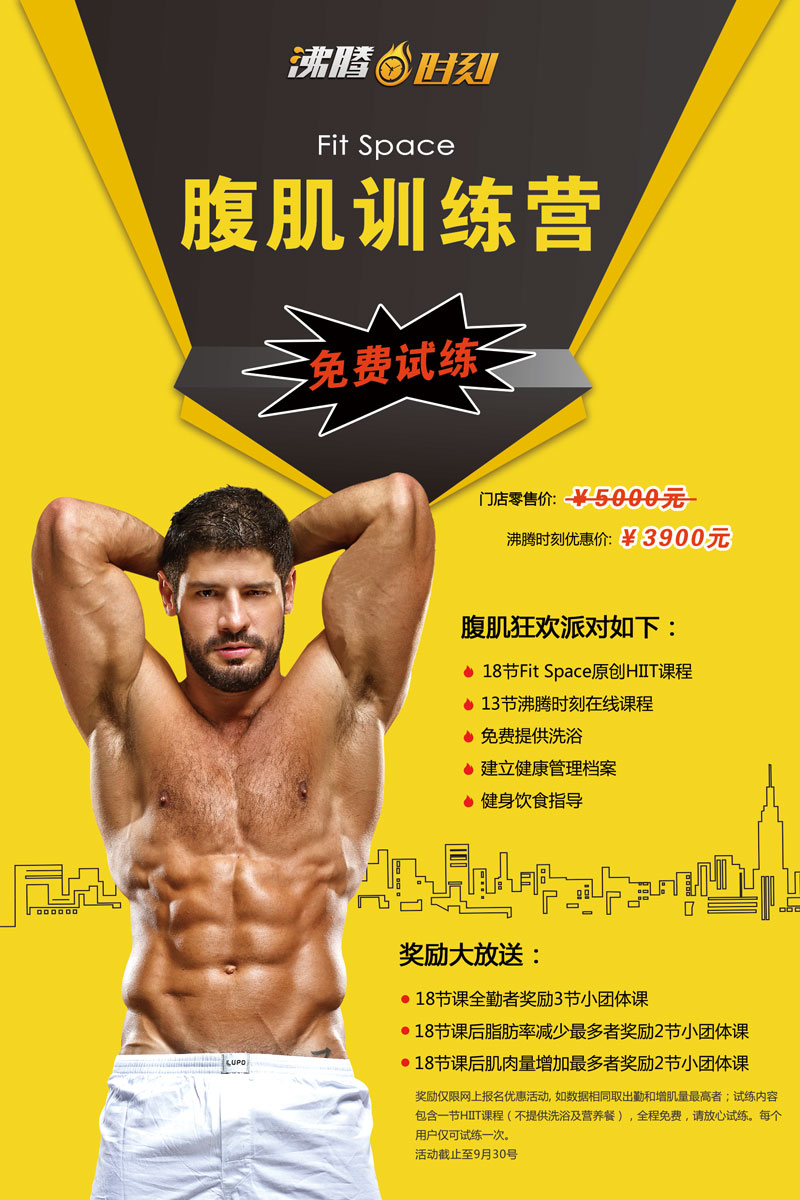 沸腾时刻
Fit Space
腹肌训练营
免费试练
门店零售价: ¥5000元
沸腾时刻优惠价: ¥3900元
腹肌狂欢派对如下：
18节Fit Space原创HIIT课程
13节沸腾时刻在线课程
免费提供洗浴
建立健康管理档案
健身饮食指导
奖励大放送：
18节课全勤者奖励3节小团体课
18节课后脂肪率减少最多者奖励2节小团体课
18节课后肌肉量增加最多者奖励2节小团体课
LUPO
奖励仅限网上报名优惠活动, 如数据相同取出勤和增肌量最高者；试练内容
包含一节HIIT课程（不提供洗浴及营养餐），全程免费，请放心试练。每个
用户仅可试练一次。
活动截止至9月30号